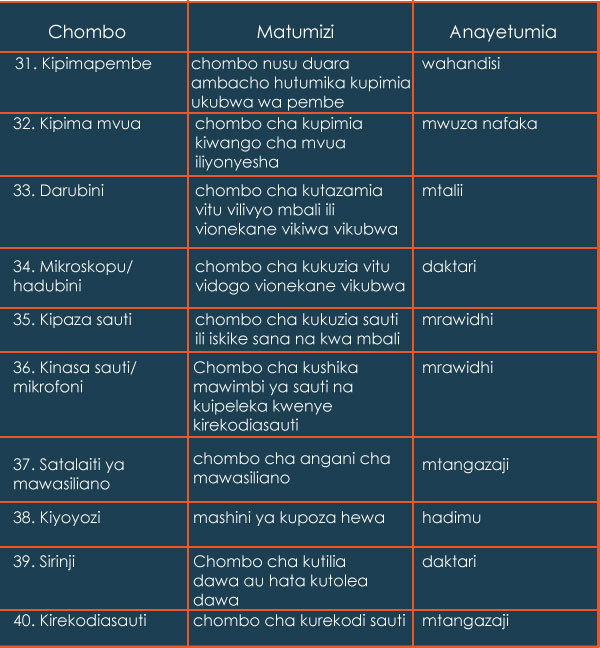 Chombo Matumizi Anayetumia
31. Kipimapembe
chombo nusu duara
ambacho hutumika kupimia
ukubwa wa pembe
wahandisi
32. Kipima mvua
chombo cha kupimia
kiwango cha mvua
iliyonyesha
mwuza nafaka
33. Darubini
chombo cha kutazamia
vitu vilivyo mbali ili
vionekane vikiwa vikubwa
mtalii
34. Mikroskopu/
hadubini
chombo cha kukuzia vitu
vidogo vionekane vikubwa
daktari
35. Kipaza sauti
chombo cha kukuzia sauti
ili iskike sana na kwa mbali
mrawidhi
36. Kinasa sauti/
mikrofoni
Chombo cha kushika
mawimbi ya sauti na
kuipeleka kwenye
kirekodiasauti
mrawidhi
37. Satalaiti ya
mawasiliano
chombo cha angani cha
mawasiliano
mtangazaji
38. Kiyoyozi
mashini ya kupoza hewa
hadimu
39. Sirinji
Chombo cha kutilia
dawa au hata kutolea
dawa
daktari
40. Kirekodiasauti
chombo cha kurekodi sauti
mtangazaji